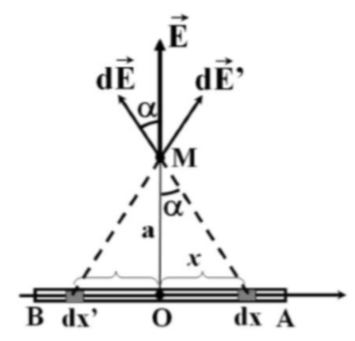 E
dE dE’
α
M
α
a
x
B dx’ O dx A